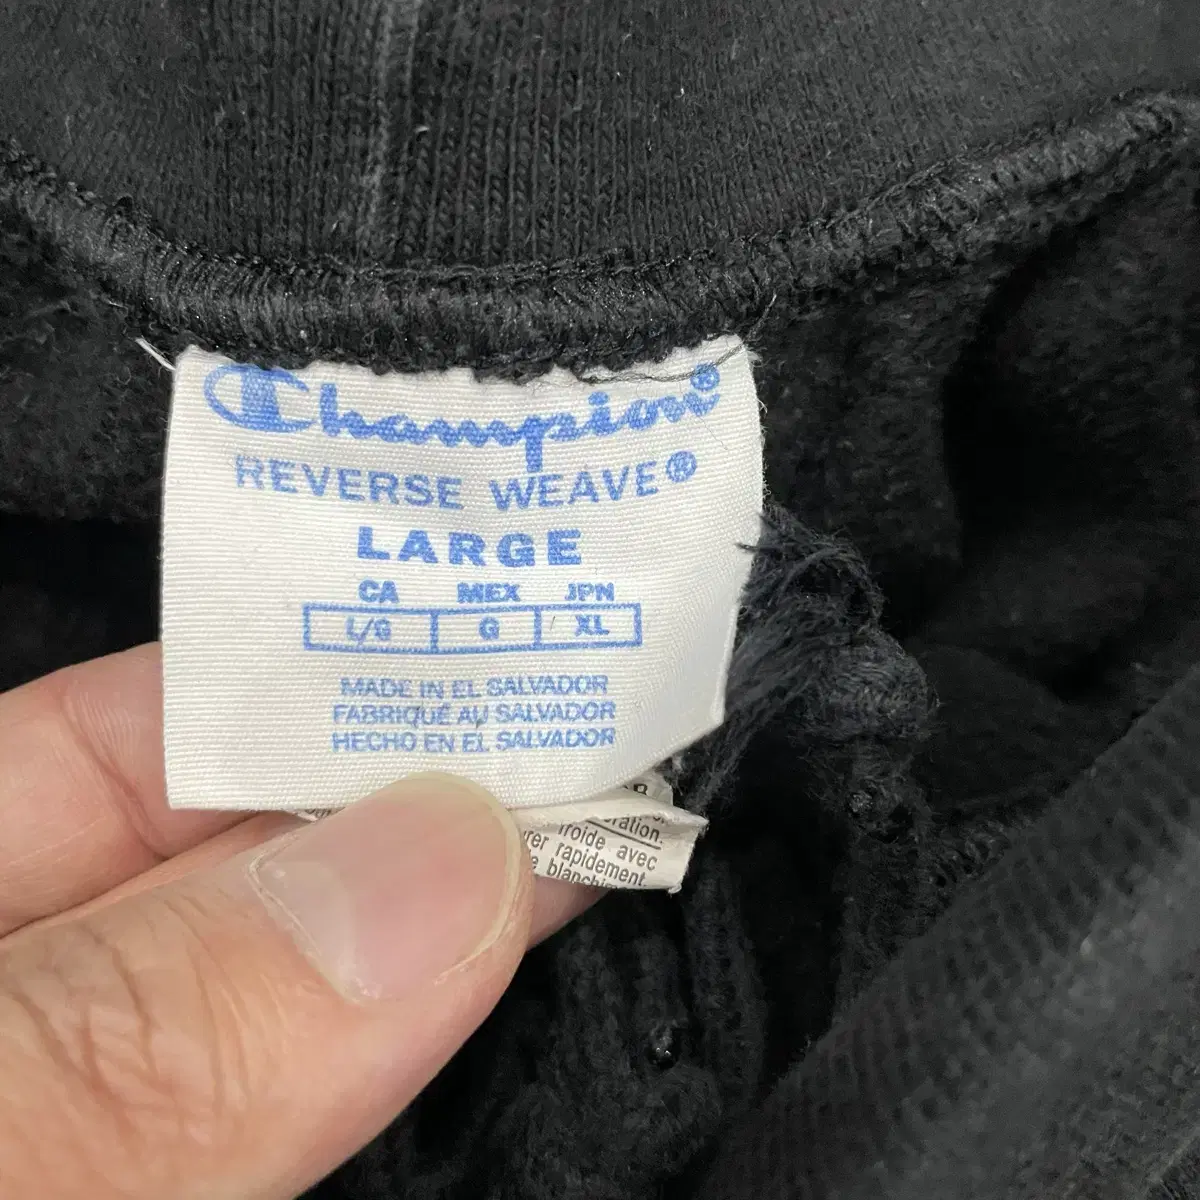 Champion®
REVERSE WEAVE®
LARGE
CA MEX JPN
L/G G XL
MADE IN EL SALVADOR
FABRIQUÉ AU SALVADOR
HECHO EN EL SALVADOR
froide avec
rapidement.